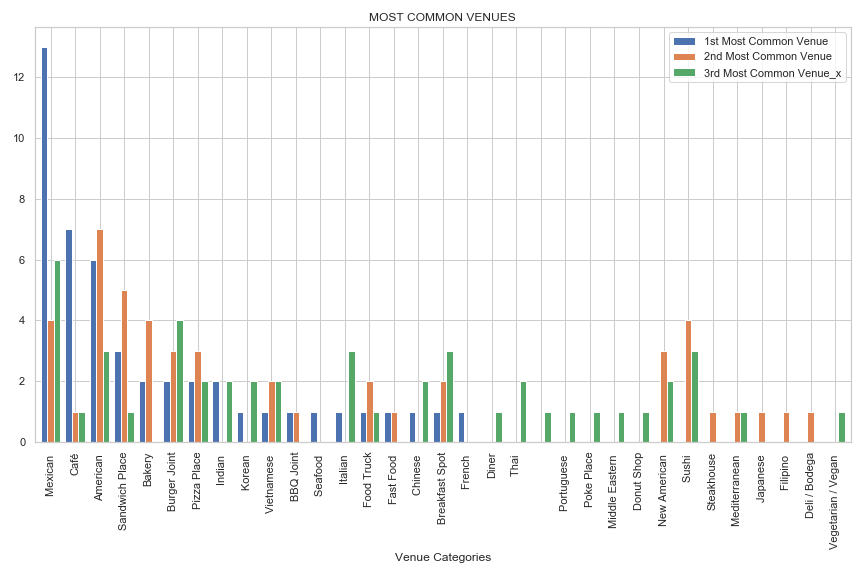 MOST COMMON VENUES
1st Most Common Venue
2nd Most Common Venue
3rd Most Common Venue_x
12
10
8
6
4
2
0
Mexican
Café
American
Sandwich Place
Bakery
Burger Joint
Pizza Place
Indian
Korean
Vietnamese
BBQ Joint
Seafood
Italian
Food Truck
Fast Food
Chinese
Breakfast Spot
French
Diner
Thai
Portuguese
Poke Place
Middle Eastern
Donut Shop
New American
Sushi
Steakhouse
Mediterranean
Japanese
Filipino
Deli / Bodega
Vegetarian / Vegan
Venue Categories